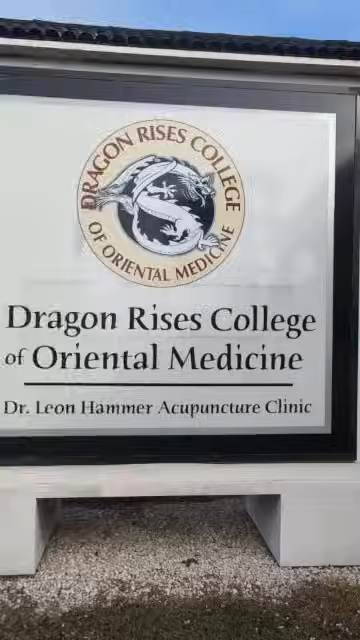 DRAGON RISES COLLEGE
OF ORIENTAL MEDICINE
Dragon Rises College
of Oriental Medicine
Dr. Leon Hammer Acupuncture Clinic